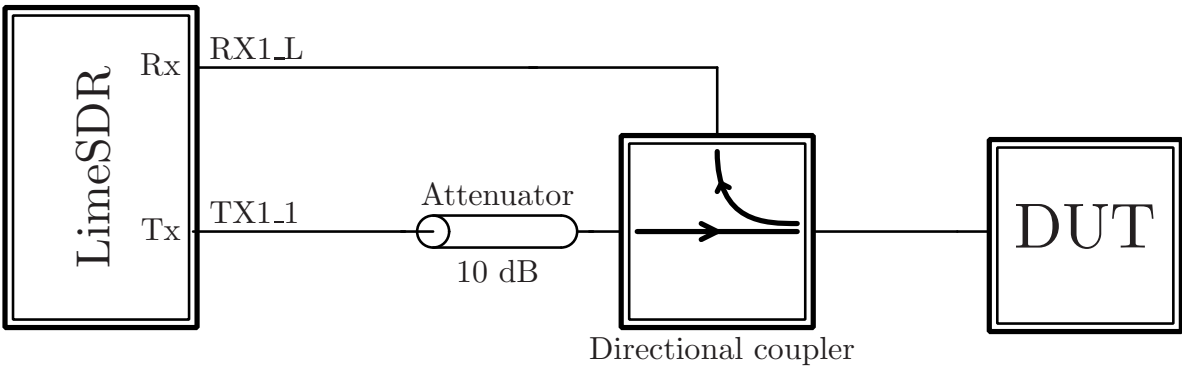 LimeSDR
Rx
RX1_L
Tx
TX1_1
Attenuator
10 dB
Directional coupler
DUT